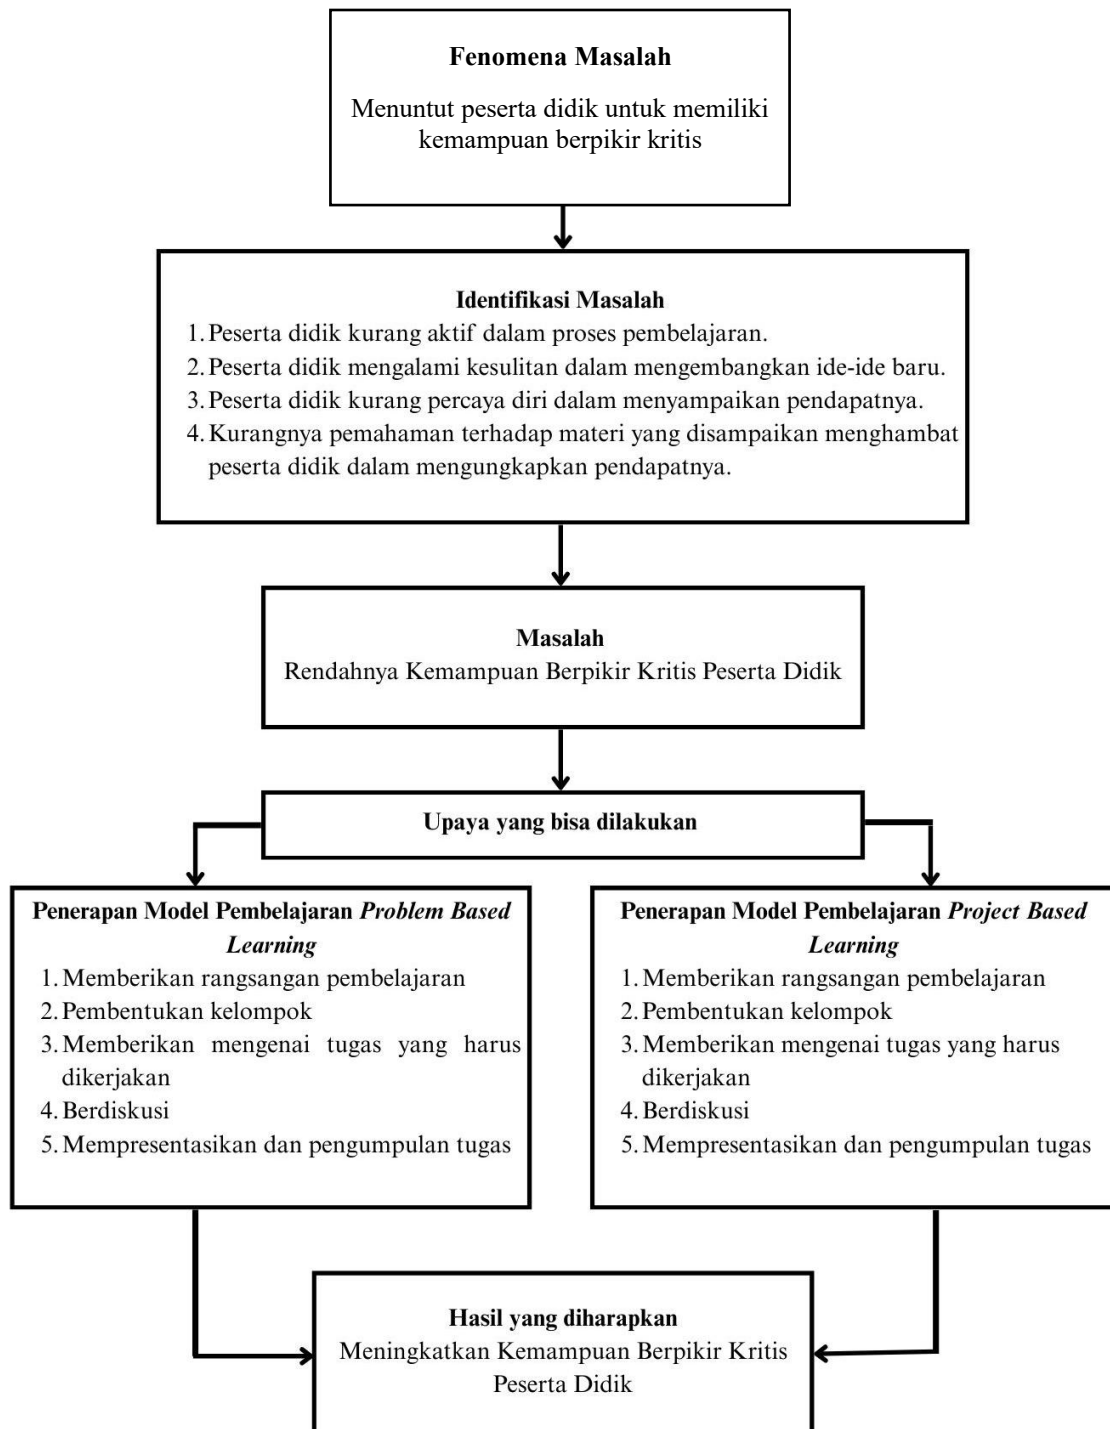 Fenomena Masalah
Menuntut peserta didik untuk memiliki
kemampuan berpikir kritis
Identifikasi Masalah
1. Peserta didik kurang aktif dalam proses pembelajaran.
2. Peserta didik mengalami kesulitan dalam mengembangkan ide-ide baru.
3. Peserta didik kurang percaya diri dalam menyampaikan pendapatnya.
4. Kurangnya pemahaman terhadap materi yang disampaikan menghambat
peserta didik dalam mengungkapkan pendapatnya.
Masalah
Rendahnya Kemampuan Berpikir Kritis Peserta Didik
Upaya yang bisa dilakukan
Penerapan Model Pembelajaran Problem Based
Learning
1. Memberikan rangsangan pembelajaran
2. Pembentukan kelompok
3. Memberikan mengenai tugas yang harus
dikerjakan
4. Berdiskusi
5. Mempresentasikan dan pengumpulan tugas
Penerapan Model Pembelajaran Project Based
Learning
1. Memberikan rangsangan pembelajaran
2. Pembentukan kelompok
3. Memberikan mengenai tugas yang harus
dikerjakan
4. Berdiskusi
5. Mempresentasikan dan pengumpulan tugas
Hasil yang diharapkan
Meningkatkan Kemampuan Berpikir Kritis
Peserta Didik